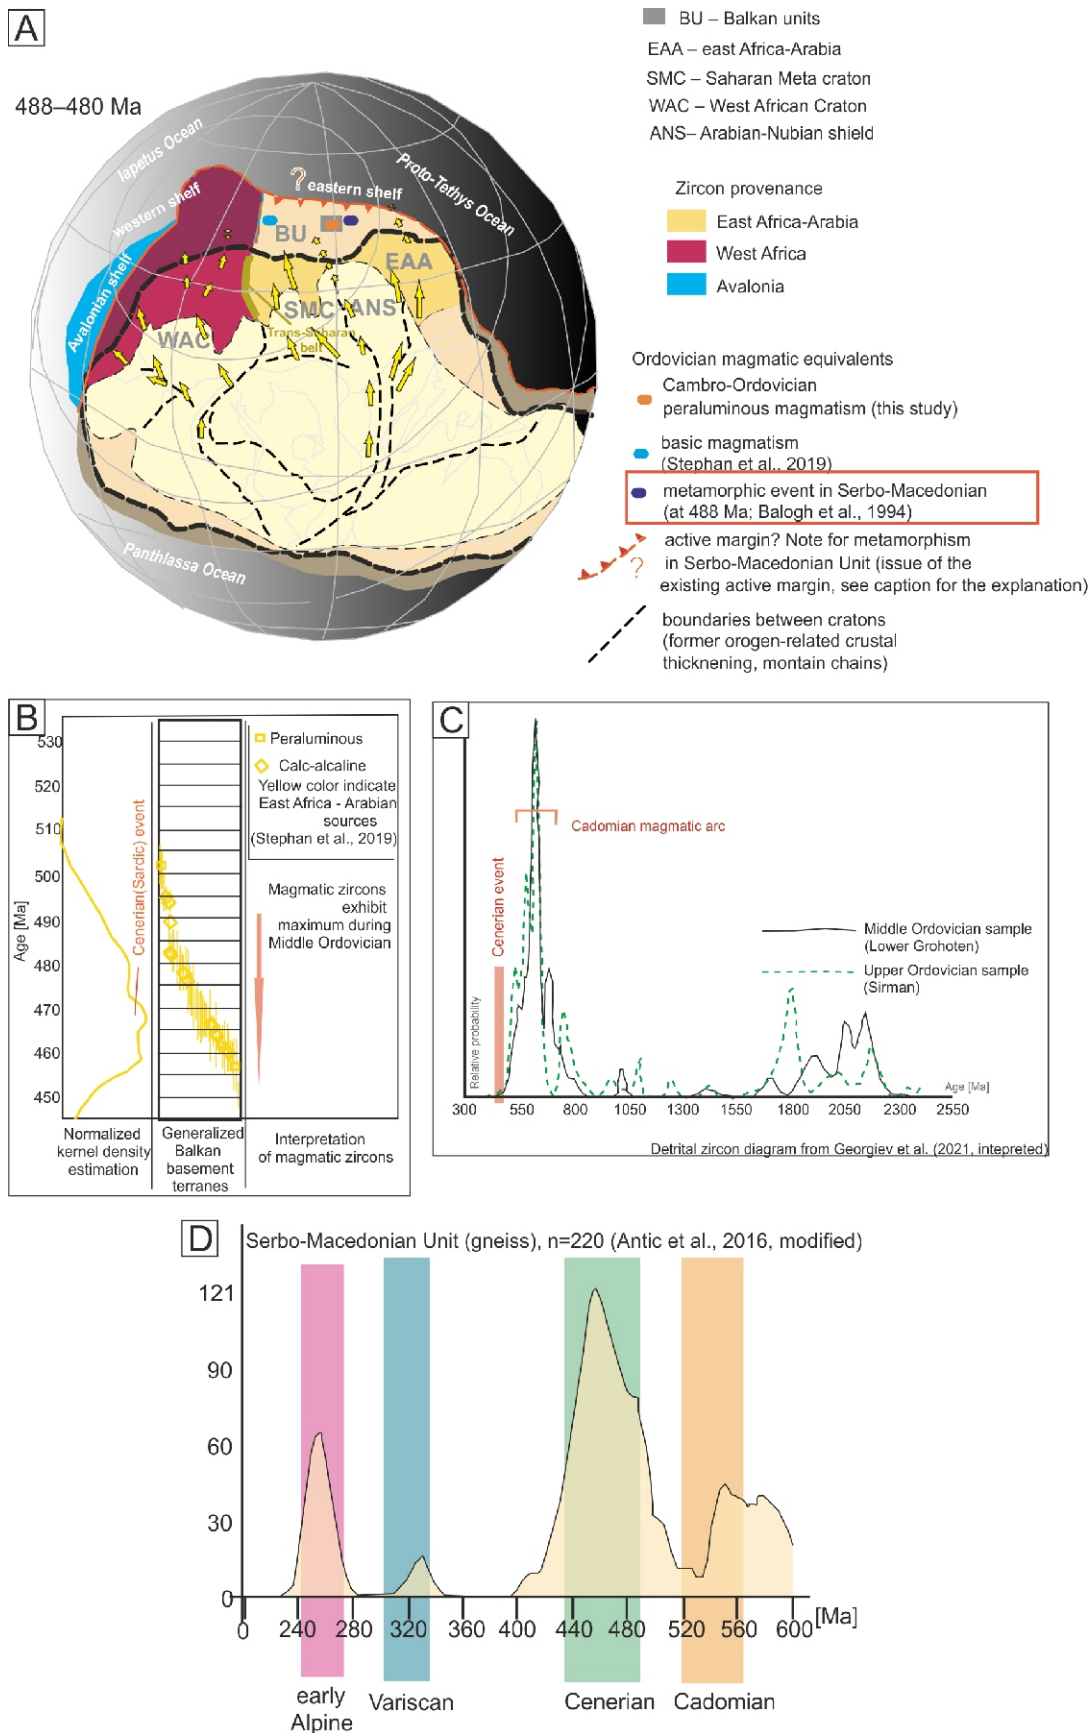 A
488–480 Ma
Iapetus Ocean
western shelf
Avalonian shelf
? eastern shelf
Proto-Tethys Ocean
BU
EAA
SMC
ANS
WAC
Trans-Saharan
belt
Panthlassa Ocean
BU – Balkan units
EAA – east Africa-Arabia
SMC – Saharan Meta craton
WAC – West African Craton
ANS– Arabian-Nubian shield
Zircon provenance
East Africa-Arabia
West Africa
Avalonia
Ordovician magmatic equivalents
Cambro-Ordovician
peraluminous magmatism (this study)
basic magmatism
(Stephan et al., 2019)
metamorphic event in Serbo-Macedonian
(at 488 Ma; Balogh et al., 1994)
active margin? Note for metamorphism
? in Serbo-Macedonian Unit (issue of the
existing active margin, see caption for the explanation)
boundaries between cratons
(former orogen-related crustal
thicknening, montain chains)
B
Age [Ma]
530
520
510
500
490
480
470
460
450
Cenerian(Sardic) event
Peraluminous
Calc-alcaline
Yellow color indicate
East Africa - Arabian
sources
(Stephan et al., 2019)
Magmatic zircons
exhibit
maximum during
Middle Ordovician
Normalized
kernel density
estimation
Generalized
Balkan
basement
terranes
Interpretation
of magmatic zircons
C
Cadomian magmatic arc
Cenerian event
Relative probability
Middle Ordovician sample
(Lower Grohoten)
Upper Ordovician sample
(Sirman)
Age [Ma]
300 550 800 1050 1300 1550 1800 2050 2300 2550
Detrital zircon diagram from Georgiev et al. (2021, intepreted)
D
Serbo-Macedonian Unit (gneiss), n=220 (Antic et al., 2016, modified)
121
90
60
30
0
0 240 280 320 360 400 440 480 520 560 600 [Ma]
early
Alpine
Variscan
Cenerian
Cadomian